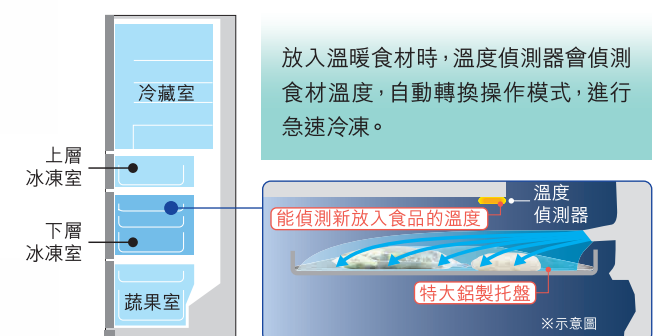 放入溫暖食材時，溫度偵測器會偵測
食材溫度，自動轉換操作模式，進行
急速冷凍。
冷藏室
上層
冰凍室
下層
冰凍室
蔬果室
溫度
偵測器
能偵測新放入食品的溫度
特大鋁製托盤
※示意圖